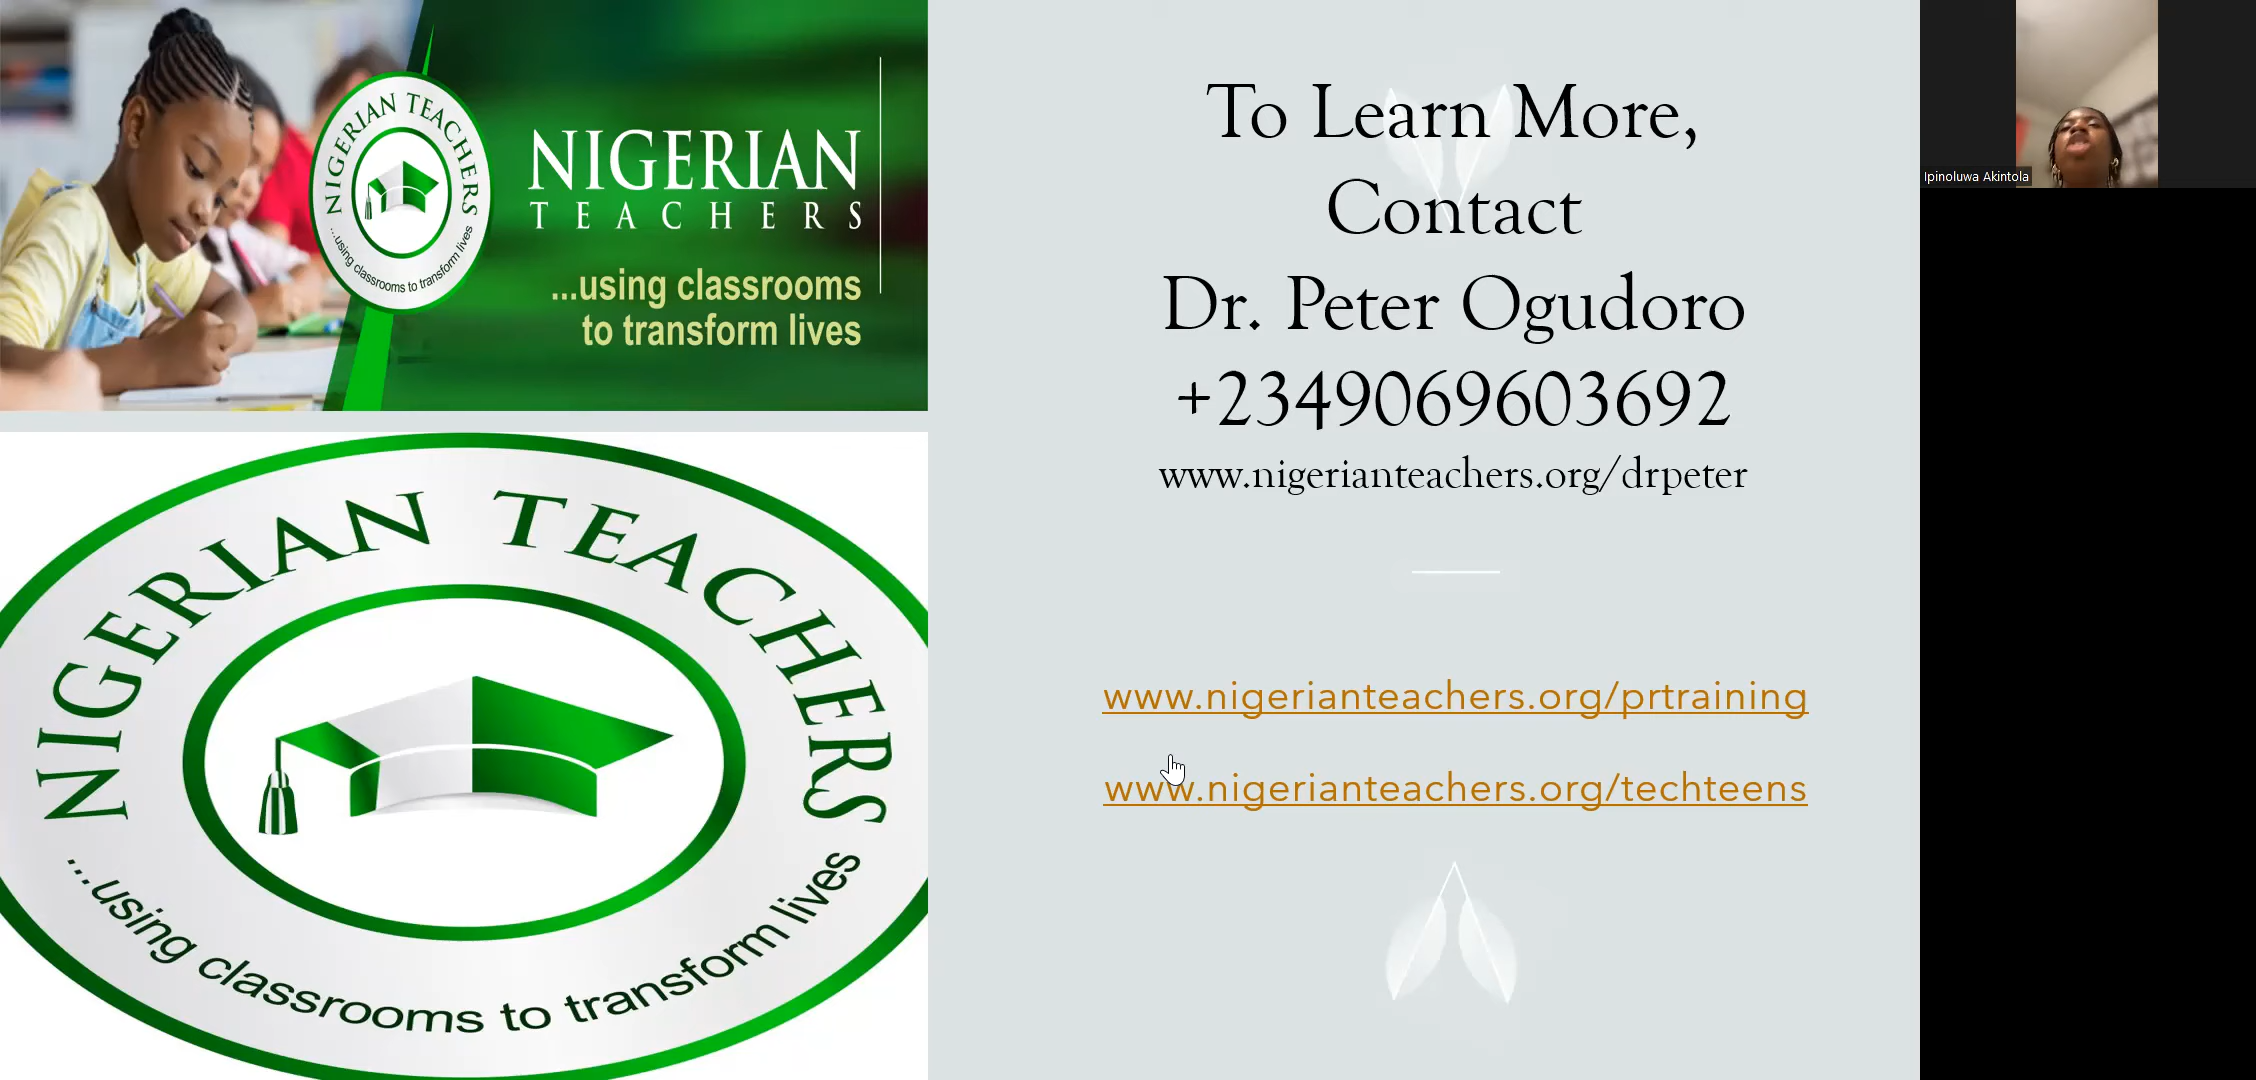 NIGERIAN TEACHERS
...using classrooms to transform lives
NIGERIAN
TEACHERS
...using classrooms
to transform lives
NIGERIAN TEACHERS
...using classrooms to transform lives
To Learn More,
Contact
Dr. Peter Ogudoro
+2349069603692
www.nigerianteachers.org/drpeter
www.nigerianteachers.org/prtraining
www.nigerianteachers.org/techteens
Ipinoluwa Akintola